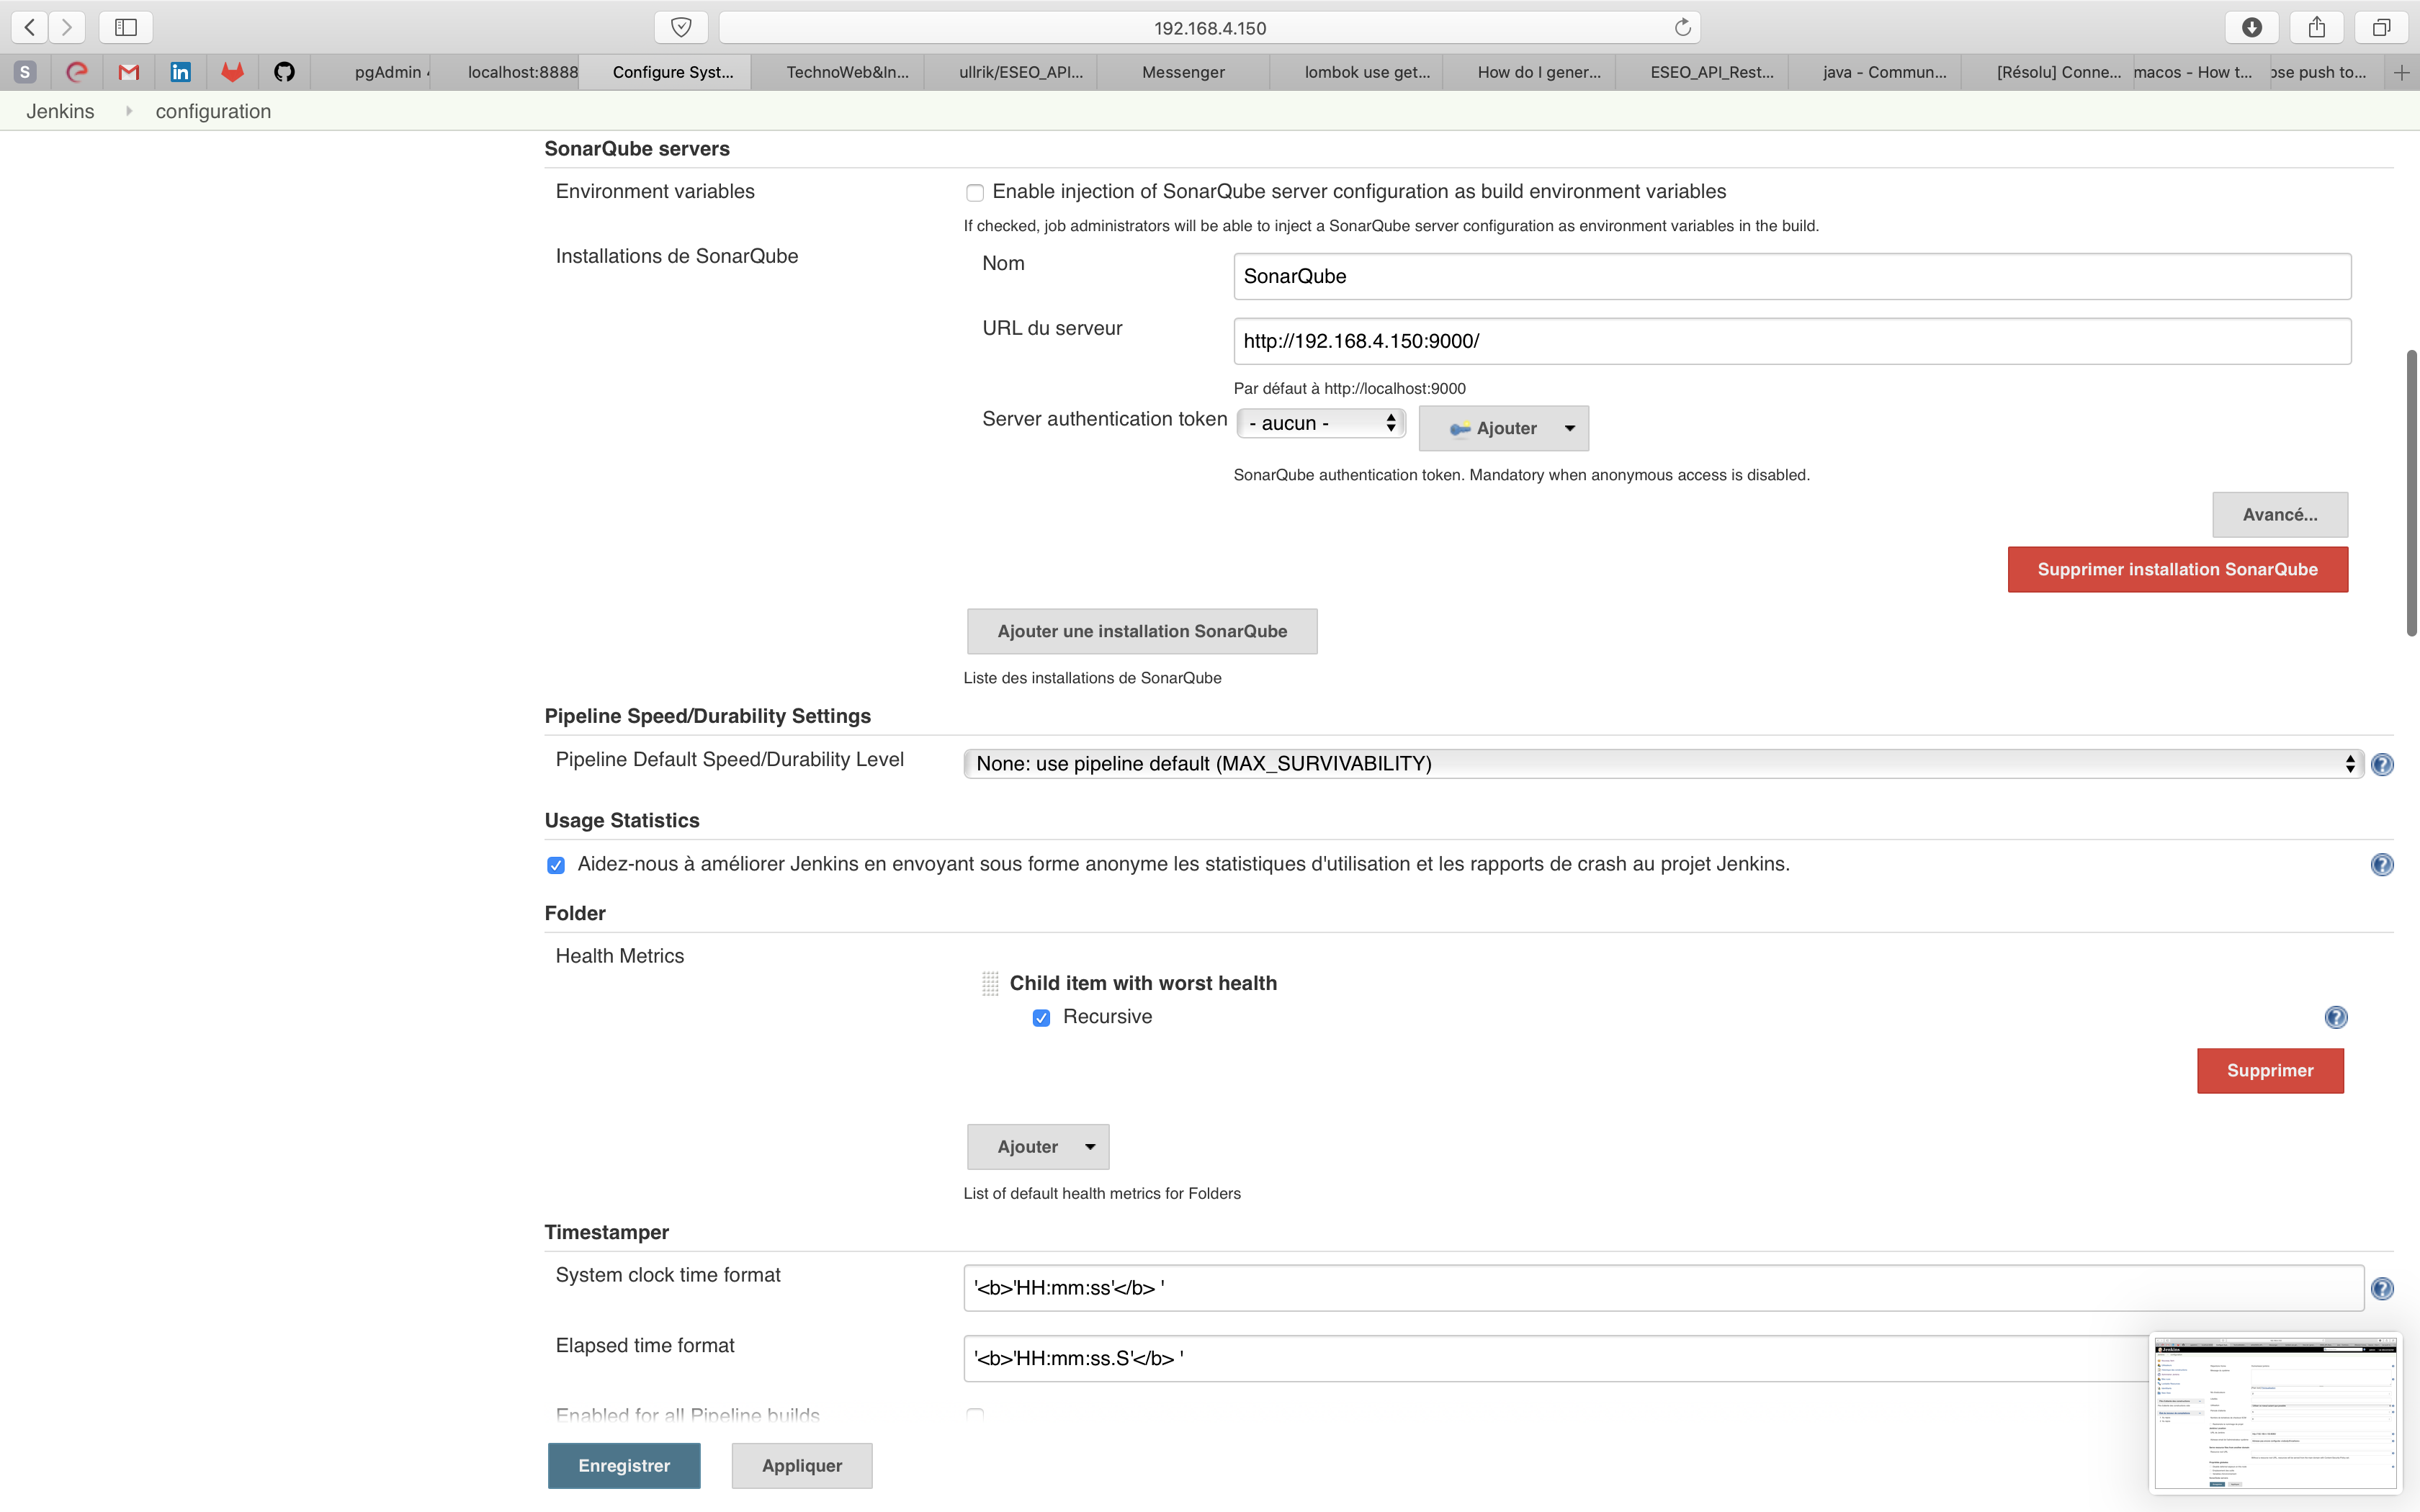 192.168.4.150
S
pgAdmin
localhost:8888
Configure Syst...
TechnoWeb&In...
ullrik/ESEO_API...
Messenger
lombok use get...
How do I gener...
ESEO_API_Rest...
java - Commun...
[Résolu] Conne...
macos - How t...
ose push to...
Jenkins
configuration
SonarQube servers
Environment variables
Enable injection of SonarQube server configuration as build environment variables
If checked, job administrators will be able to inject a SonarQube server configuration as environment variables in the build.
Installations de SonarQube
Nom
SonarQube
URL du serveur
http://192.168.4.150:9000/
Par défaut à http://localhost:9000
Server authentication token
- aucun -
Ajouter
SonarQube authentication token. Mandatory when anonymous access is disabled.
Avancé...
Supprimer installation SonarQube
Ajouter une installation SonarQube
Liste des installations de SonarQube
Pipeline Speed/Durability Settings
Pipeline Default Speed/Durability Level
None: use pipeline default (MAX_SURVIVABILITY)
Usage Statistics
Aidez-nous à améliorer Jenkins en envoyant sous forme anonyme les statistiques d'utilisation et les rapports de crash au projet Jenkins.
Folder
Health Metrics
Child item with worst health
Recursive
Supprimer
Ajouter
List of default health metrics for Folders
Timestamper
System clock time format
'<b>'HH:mm:ss'</b> '
Elapsed time format
'<b>'HH:mm:ss.S'</b> '
Enabled for all Pipeline builds
Enregistrer
Appliquer